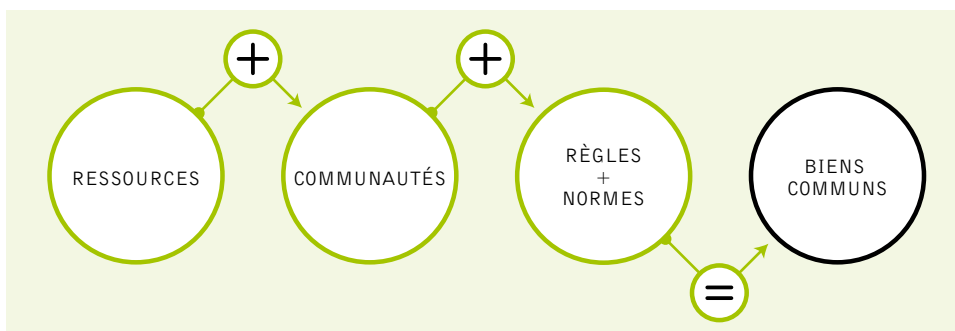 +
+
RESSOURCES
COMMUNAUTÉS
RÈGLES
+
NORMES
=
BIENS
COMMUNS